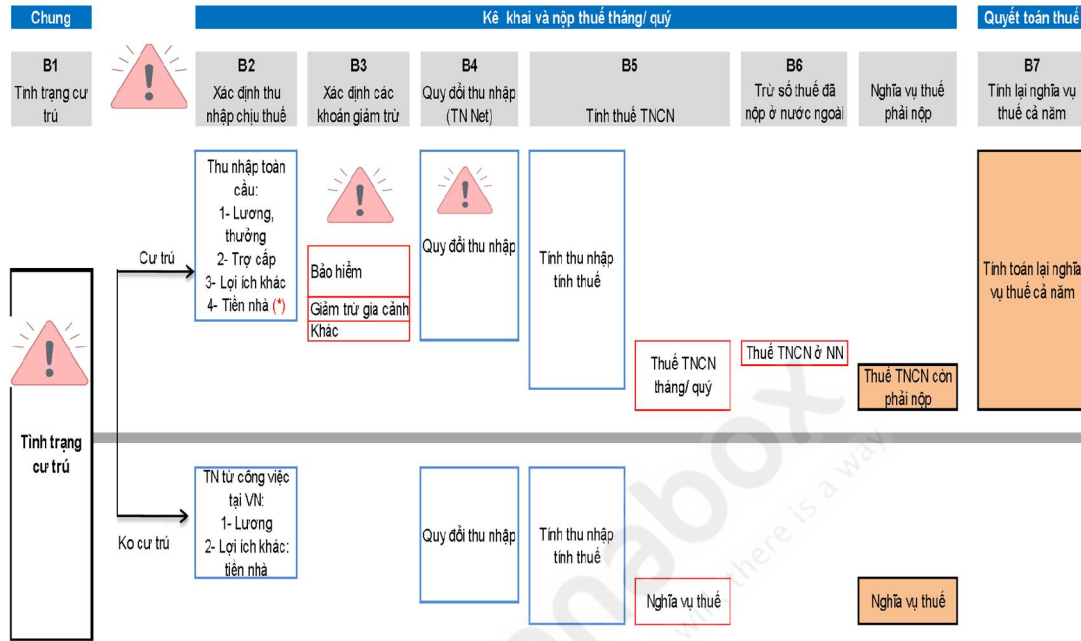 Chung
Kê khai và nộp thuế tháng/ quý
Quyết toán thuế
B1
Tình trạng cư
trú
B2
Xác định thu
nhập chịu thuế
B3
Xác định các
khoản giảm trừ
B4
Quy đổi thu nhập
(TN Net)
B5
Tính thuế TNCN
B6
Trừ số thuế đã
nộp ở nước ngoài
Nghĩa vụ thuế
phải nộp
B7
Tính lại nghĩa vụ
thuế cả năm
Tình trạng
cư trú
Cư trú
Thu nhập toàn
cầu:
1- Lương,
thưởng
2- Trợ cấp
3- Lợi ích khác
4- Tiền nhà (*)
Bảo hiểm
Giảm trừ gia cảnh
Khác
Quy đổi thu nhập
Tính thu nhập
tính thuế
Thuế TNCN
tháng/ quý
Thuế TNCN ở NN
Thuế TNCN còn
phải nộp
Tính toán lại nghĩa
vụ thuế cả năm
Ko cư trú
TN từ công việc
tại VN:
1- Lương
2- Lợi ích khác:
tiền nhà
Quy đổi thu nhập
Tính thu nhập
tính thuế
Nghĩa vụ thuế
Nghĩa vụ thuế
nabox
will, there is a way